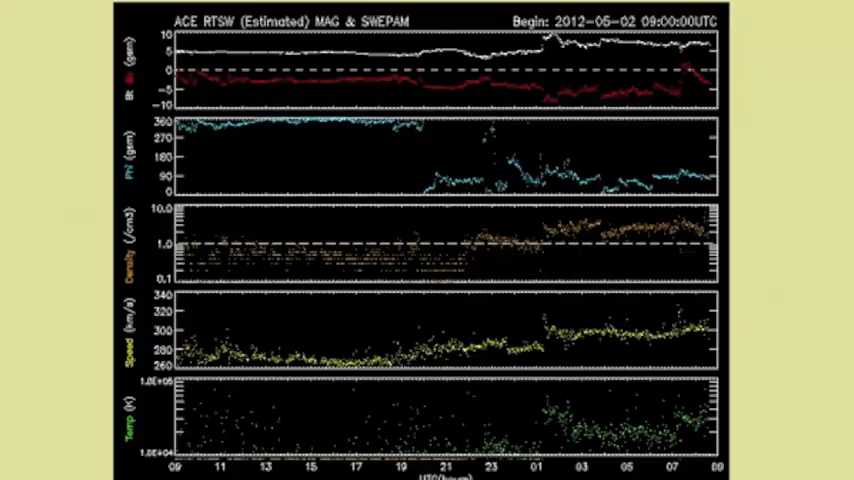 ACE RTSW (Estimated) MAG & SWEPAM Begin: 2012-05-02 09:00:00UTC
Bt Bz (gsm)
10
5
0
-5
-10
Phi (gsm)
360
270
180
90
0
Density (/cm3)
10.0
1.0
0.1
Speed (km/s)
340
320
300
280
260
Temp (K)
1.0E+05
1.0E+04
09 11 13 15 17 19 21 23 01 03 05 07 09
UTC(hours)